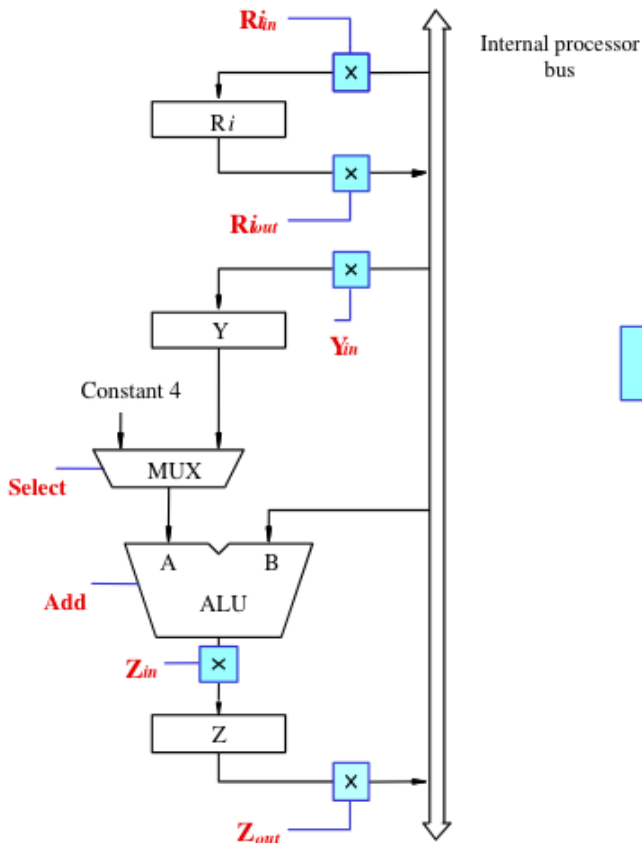 Riin
Internal processor
bus
×
Ri
×
Riout
×
Y
Yin
Constant 4
MUX
Select
A
B
ALU
Add
×
Zin
Z
×
Zout